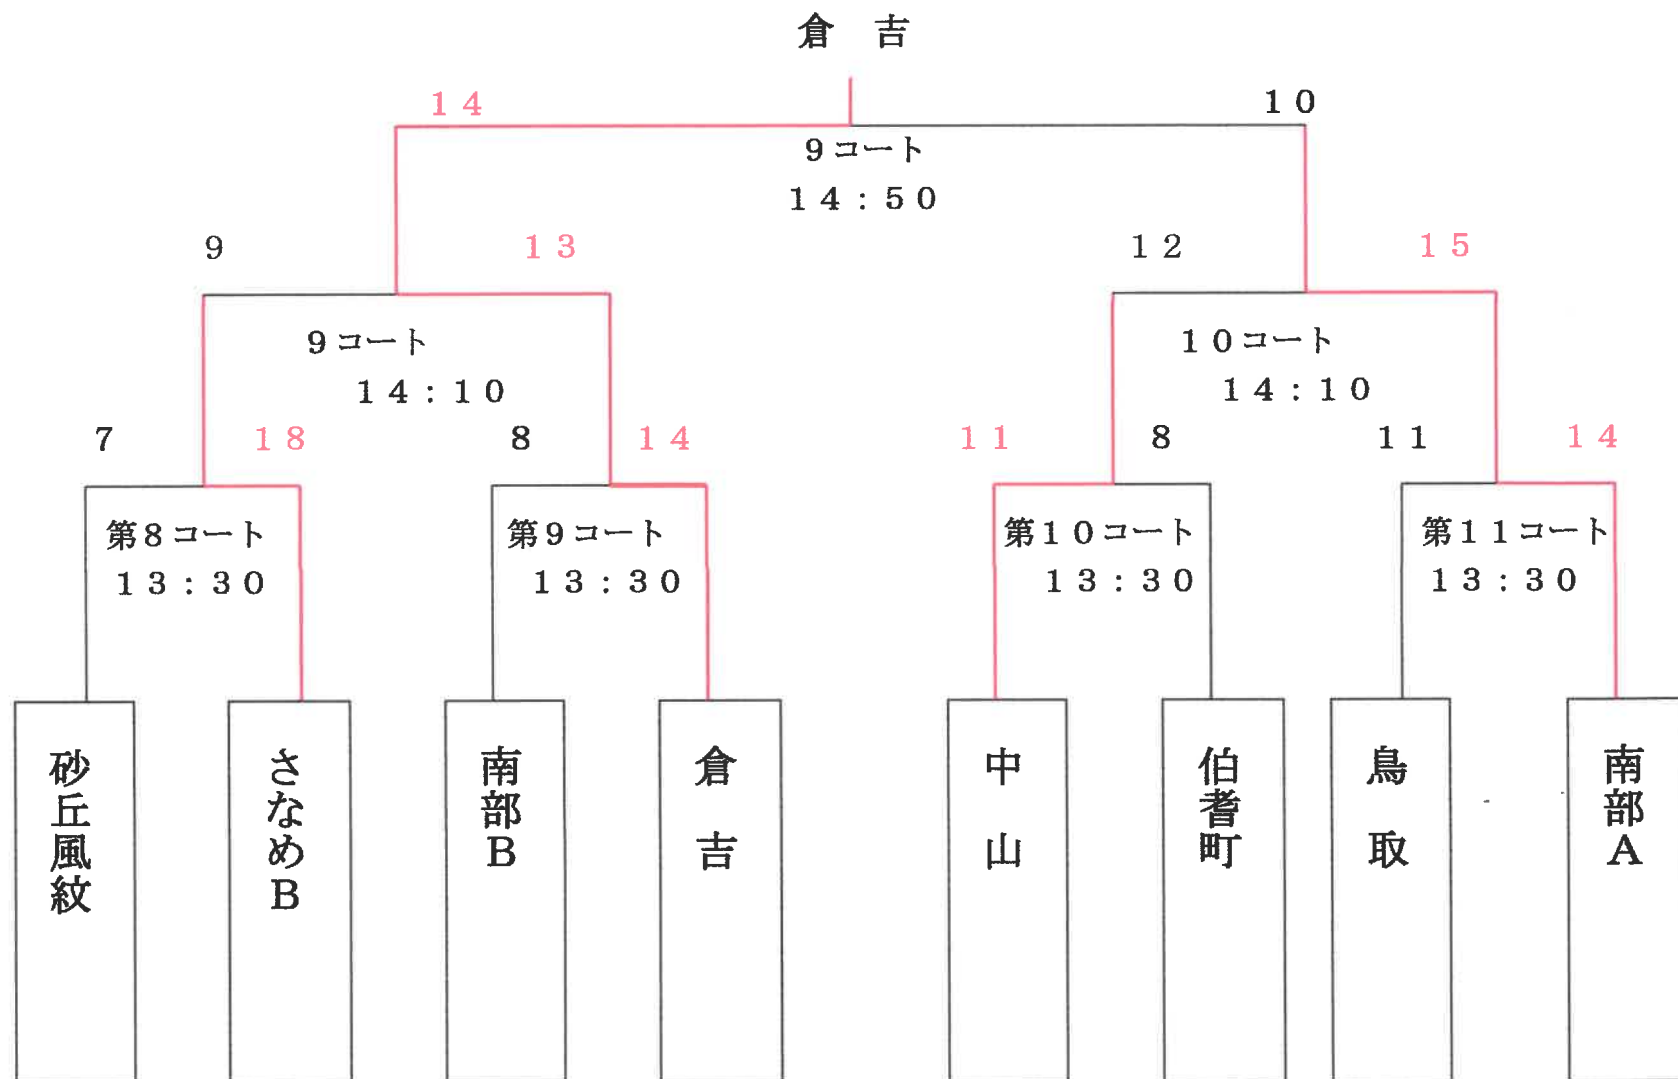 倉　吉
１４
１０
９コート
１４：５０
９
１３
１２
１５
９コート
１４：１０
１０コート
１４：１０
７
１８
８
１４
１１
８
１１
１４
第８コート
１３：３０
第９コート
１３：３０
第１０コート
１３：３０
第１１コート
１３：３０
砂丘風紋
さなめＢ
南部Ｂ
倉　吉
中　山
伯耆町
鳥　取
南部Ａ